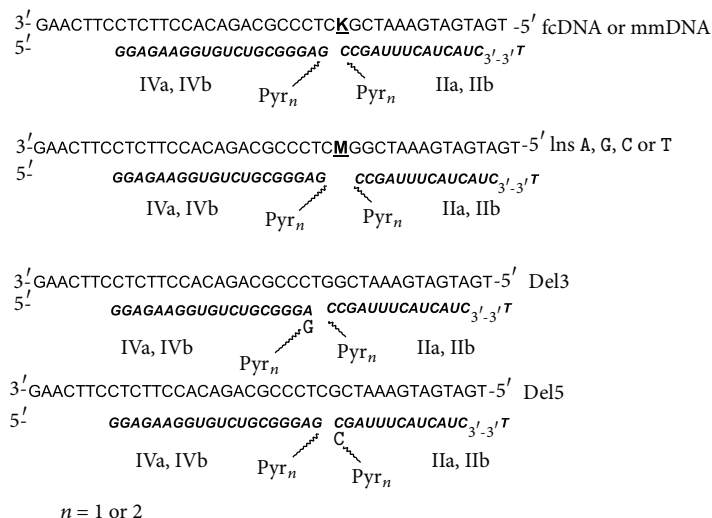 3′- GAACTTCCTCTTCCACAGACGCCCTCKGCTAAAGTAGTAGT -5′ fcDNA or mmDNA
5′- GGAGAAGGUGUCUGCGGGAG CCGAUUUCAUCAUC3′-3′T
IVa, IVb IIa, IIb
Pyrn Pyrn
3′-GAACTTCCTCTTCCACAGACGCCCTCMGGCTAAAGTAGTAGT-5′ Ins A, G, C or T
5′- GGAGAAGGUGUCUGCGGGAG CCGAUUUCAUCAUC3′-3′T
IVa, IVb IIa, IIb
Pyrn Pyrn
3′-GAACTTCCTCTTCCACAGACGCCCTGGCTAAAGTAGTAGT-5′ Del3
5′- GGAGAAGGUGUCUGCGGGA CCGAUUUCAUCAUC3′-3′T
G
IVa, IVb IIa, IIb
Pyrn Pyrn
3′-GAACTTCCTCTTCCACAGACGCCCTCGCTAAAGTAGTAGT-5′ Del5
5′- GGAGAAGGUGUCUGCGGGAG CGAUUUCAUCAUC3′-3′T
C
IVa, IVb IIa, IIb
Pyrn Pyrn
n = 1 or 2